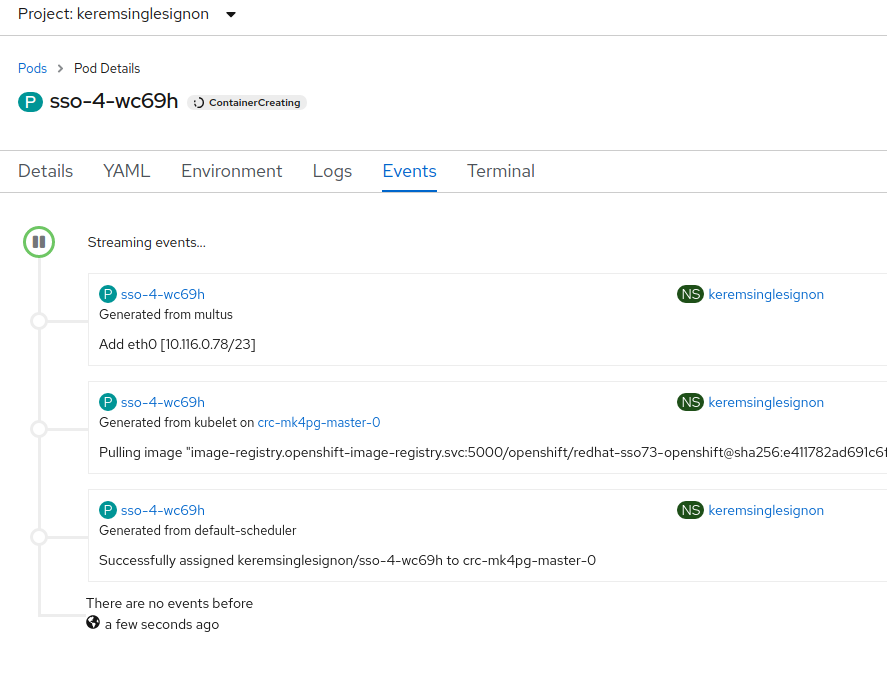 Project: keremsinglesignon
Pods > Pod Details
P sso-4-wc69h ContainerCreating
Details YAML Environment Logs Events Terminal
Streaming events...
P sso-4-wc69h NS keremsinglesignon
Generated from multus
Add eth0 [10.116.0.78/23]
P sso-4-wc69h NS keremsinglesignon
Generated from kubelet on crc-mk4pg-master-0
Pulling image "image-registry.openshift-image-registry.svc:5000/openshift/redhat-sso73-openshift@sha256:e411782ad691c6f
P sso-4-wc69h NS keremsinglesignon
Generated from default-scheduler
Successfully assigned keremsinglesignon/sso-4-wc69h to crc-mk4pg-master-0
There are no events before
a few seconds ago